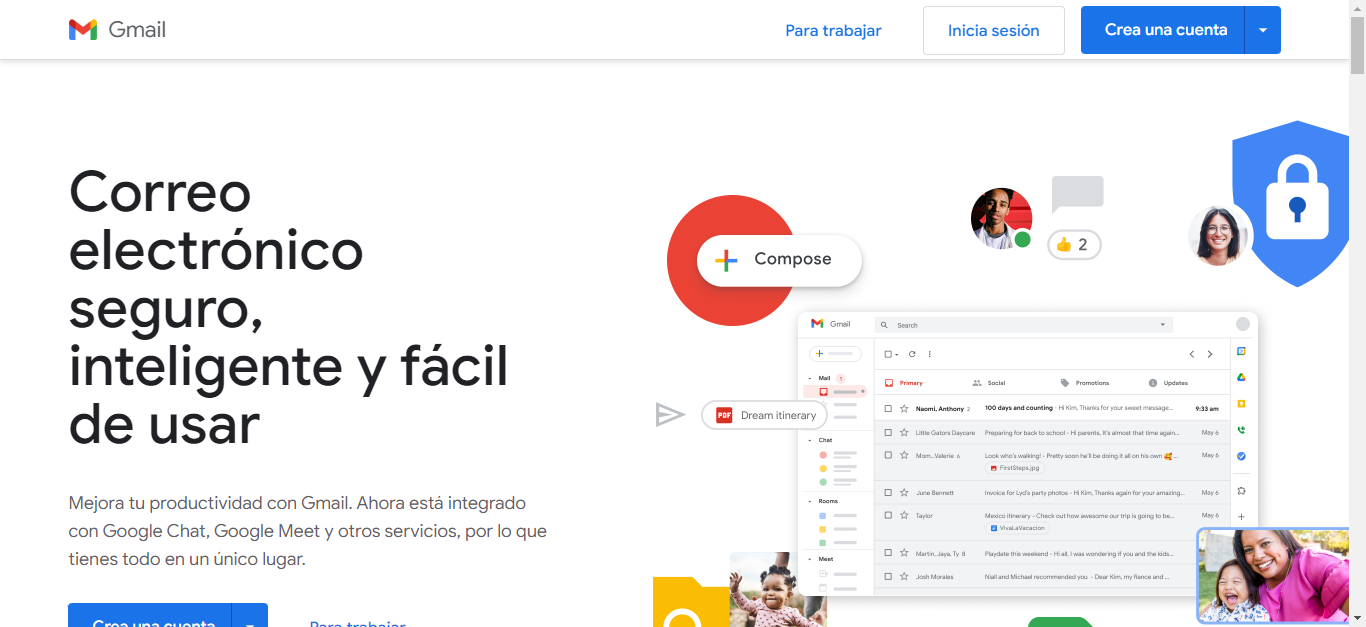 Gmail
Para trabajar
Inicia sesión
Crea una cuenta
Correo
electrónico
seguro,
inteligente y fácil
de usar
Mejora tu productividad con Gmail. Ahora está integrado
con Google Chat, Google Meet y otros servicios, por lo que
tienes todo en un único lugar.
Crea una cuenta
Para trabajar
Compose
2
PDF Dream itinerary
Gmail
Search
Mail 1
Chat
Rooms
Meet
Primary Social Promotions Updates
Naomi, Anthony 2 100 days and counting - Hi Kim, Thanks for your sweet message... 9:33 am
Little Gators Daycare Preparing for back to school - Hi parents, It's almost that time again... May 6
Mom...Valerie 6 Look who's walking! - Pretty soon he'll be doing it all on his own 🥰... May 6
FirstSteps.jpg
June Bennett Invoice for Lyd's party photos - Hi Kim, Thanks again for your amazing... May 6
Taylor Mexico itinerary - Check out how awesome our trip is going to be... May 6
VivaLaVacacion
Martin, Jaya, Ty 8 Playdate this weekend - Hi all, I was wondering if you and the kids...
Josh Morales Niall and Michael recommended you - Dear Kim, my fiance and ...